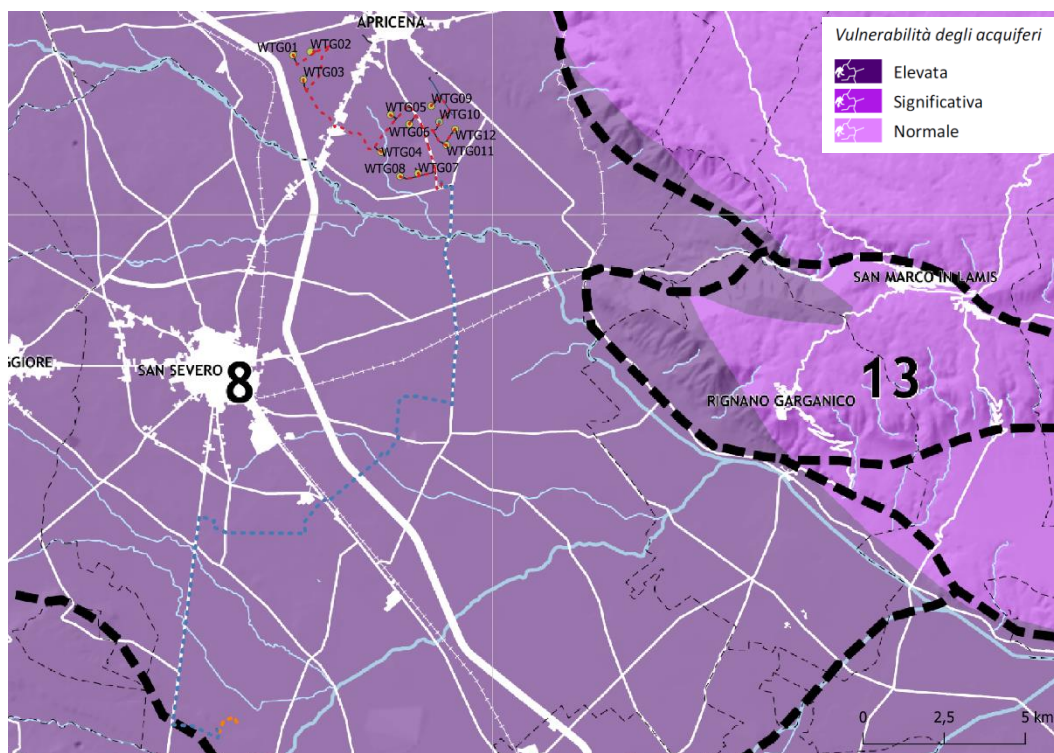 APRICENA
Vulnerabilità degli acquiferi
Elevata
Significativa
Normale
WTG01
WTG02
WTG03
WTG09
WTG05
WTG10
WTG06
WTG12
WTG011
WTG04
WTG08
WTG07
SAN MARCO IN LAMIS
GGIORE
SAN SEVERO
8
13
RIGNANO GARGANICO
0
2,5
5 km